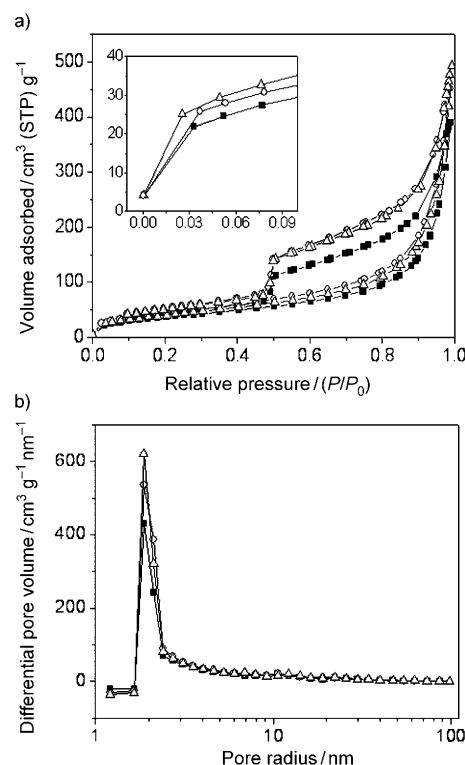 a)
Volume adsorbed / cm³ (STP) g⁻¹
500
400
300
200
100
0
40
30
20
10
0
0.00 0.03 0.06 0.09
0.0 0.2 0.4 0.6 0.8 1.0
Relative pressure / (P/P₀)
b)
Differential pore volume / cm³ g⁻¹ nm⁻¹
600
400
200
0
1 10 100
Pore radius / nm